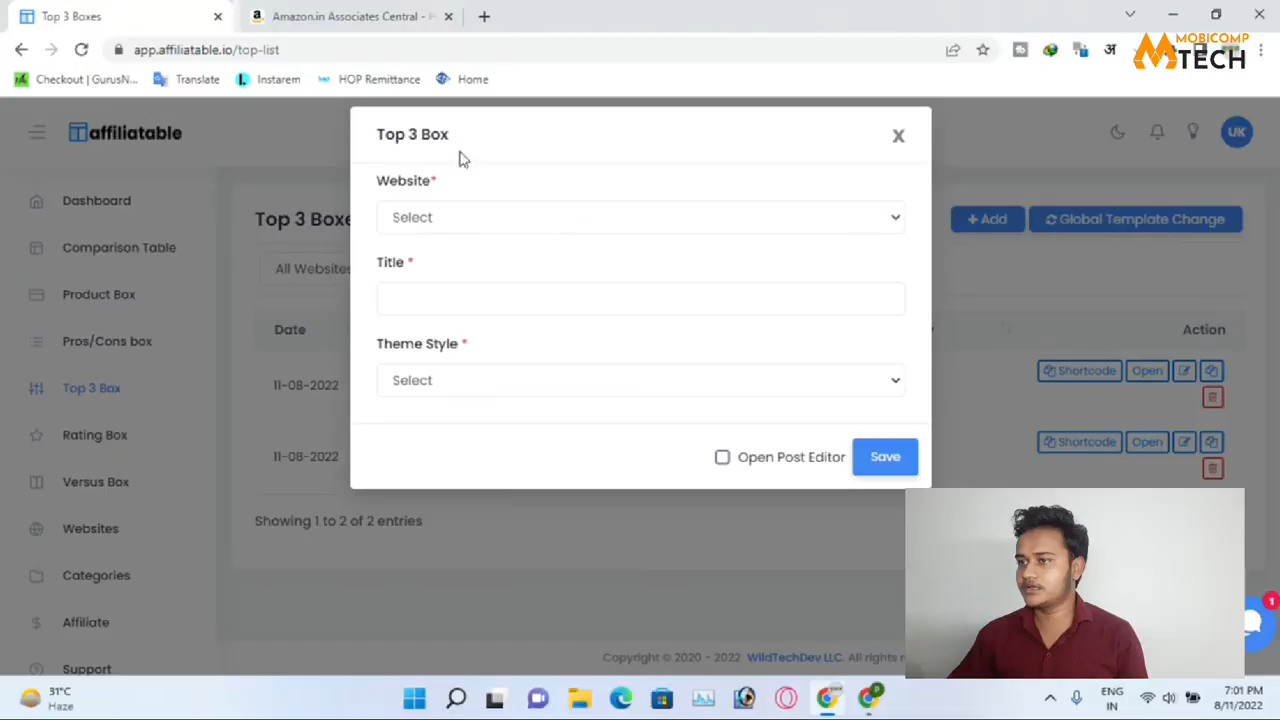 Top 3 Boxes
Amazon.in Associates Central - H
app.affiliatable.io/top-list
MOBICOMP
TECH
Checkout | GurusN...
Translate
Instarem
HOP Remittance
Home
affiliatable
Top 3 Box
X
UK
Website*
Select
Title *
Theme Style *
Select
Open Post Editor
Save
Dashboard
Comparison Table
Product Box
Pros/Cons box
Top 3 Box
Rating Box
Versus Box
Websites
Categories
Affiliate
Support
Top 3 Boxes
+ Add
Global Template Change
All Websites
Date
Action
11-08-2022
Shortcode
Open
11-08-2022
Shortcode
Open
Showing 1 to 2 of 2 entries
1
Copyright © 2020 - 2022 WildTechDev LLC. All rights
31°C
Haze
ENG
IN
7:01 PM
8/11/2022